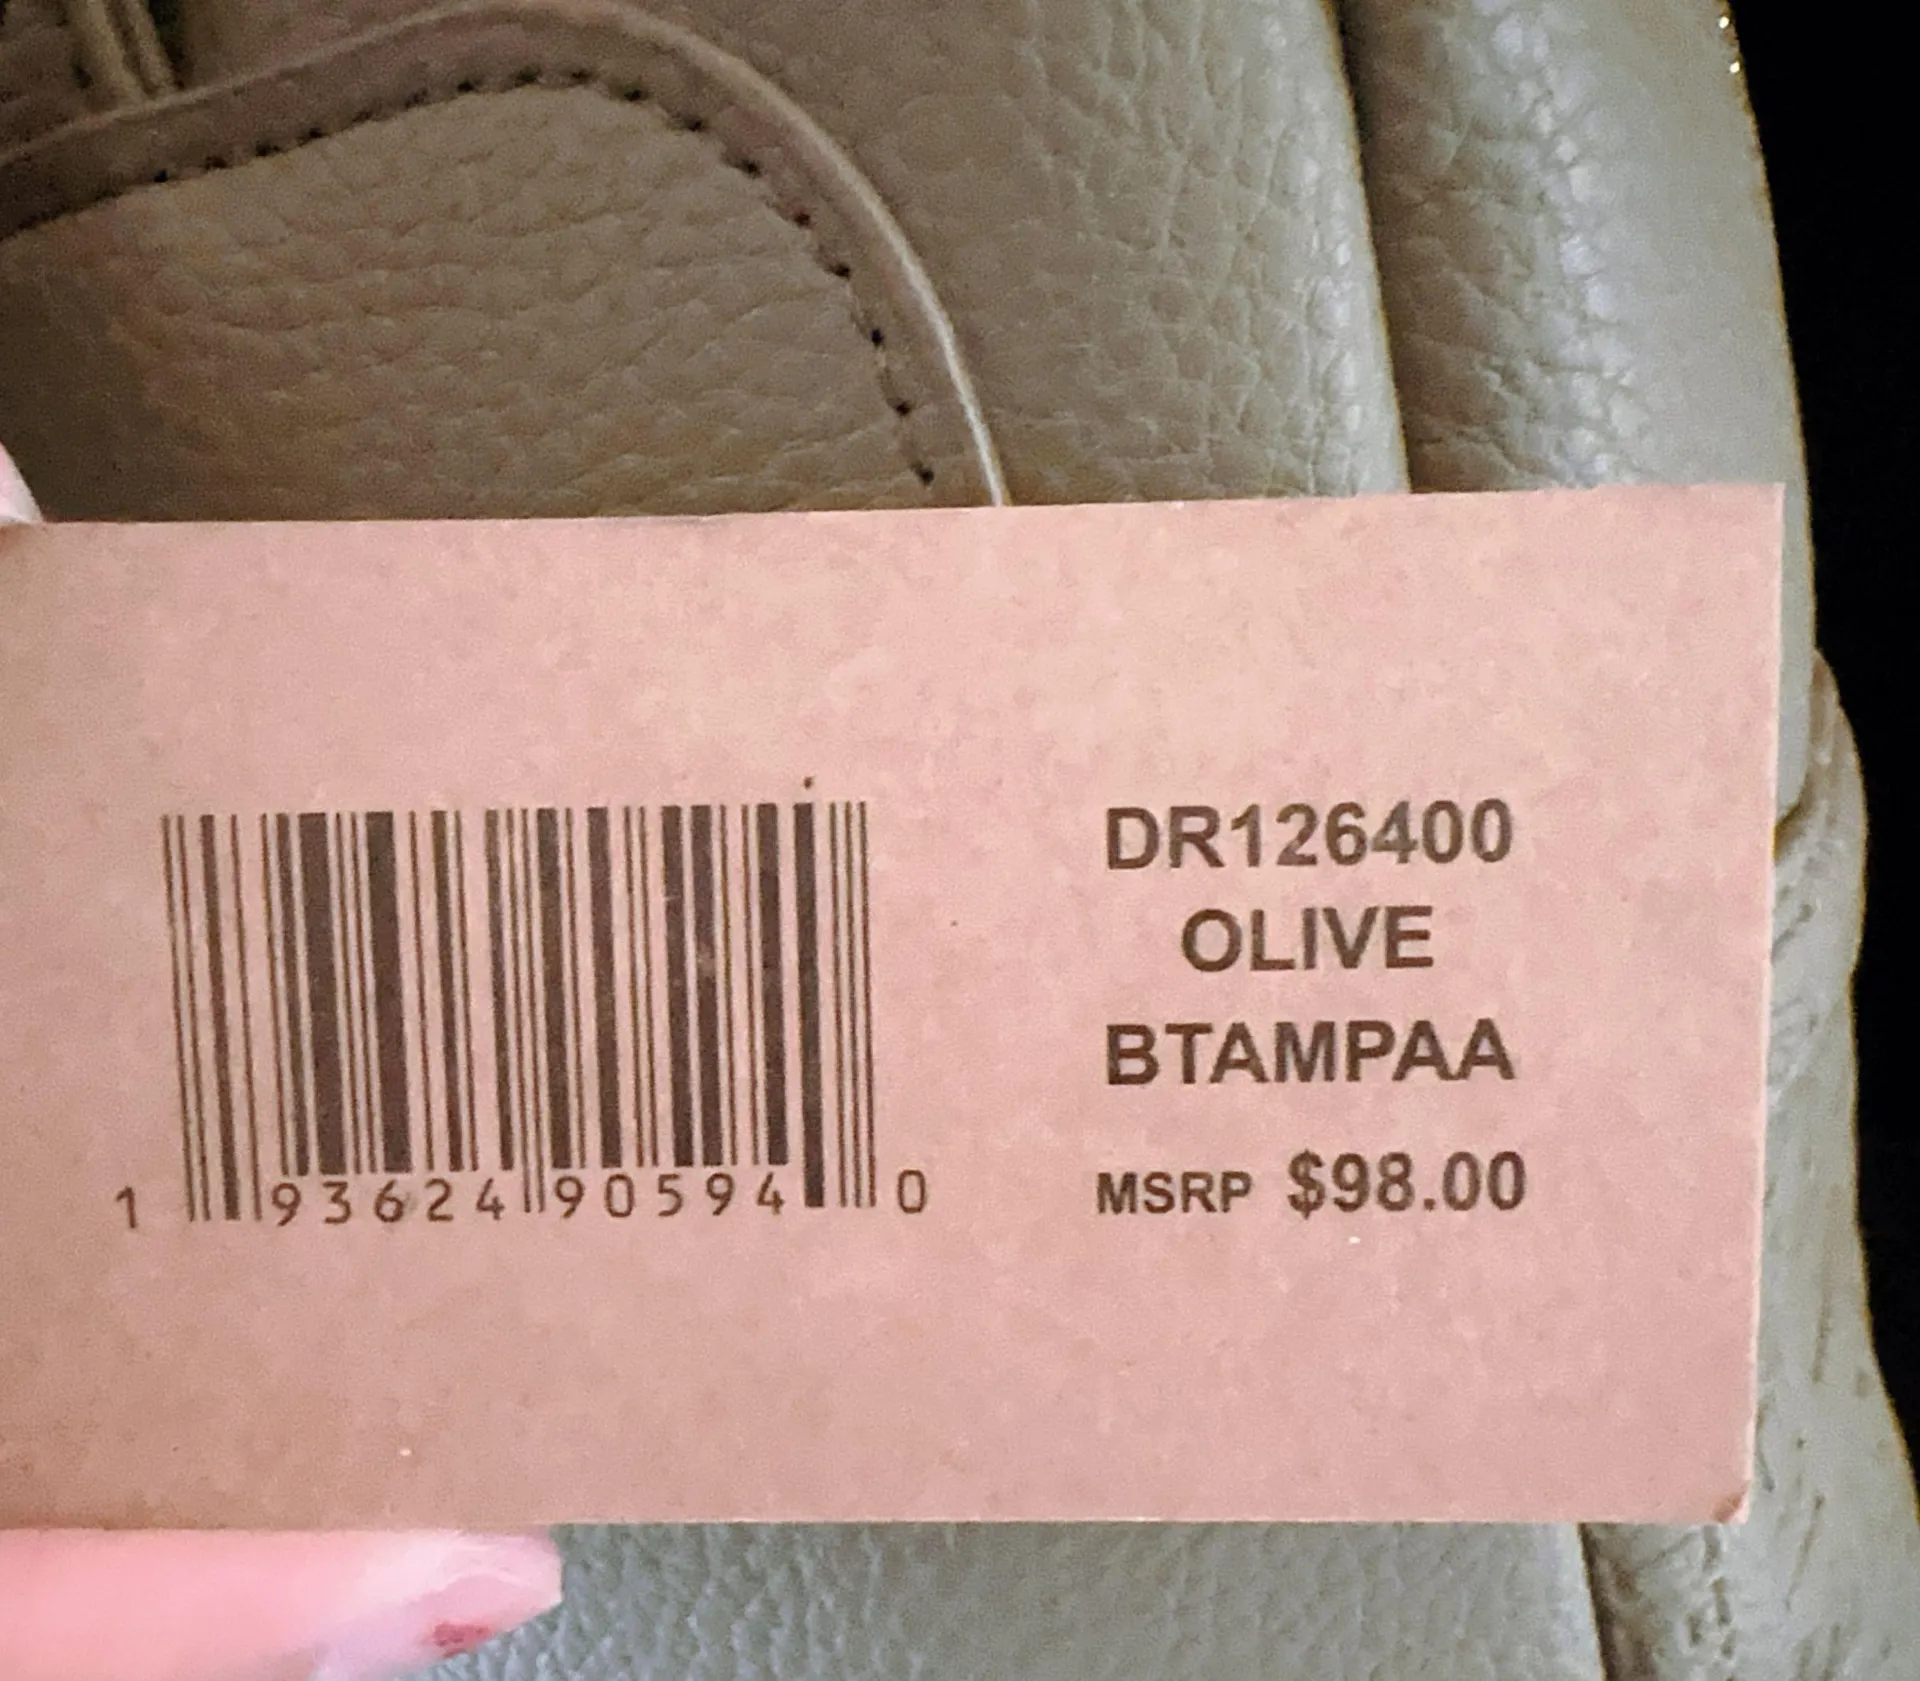 DR126400
OLIVE
BTAMPAA
MSRP $98.00
1 93624 90594 0